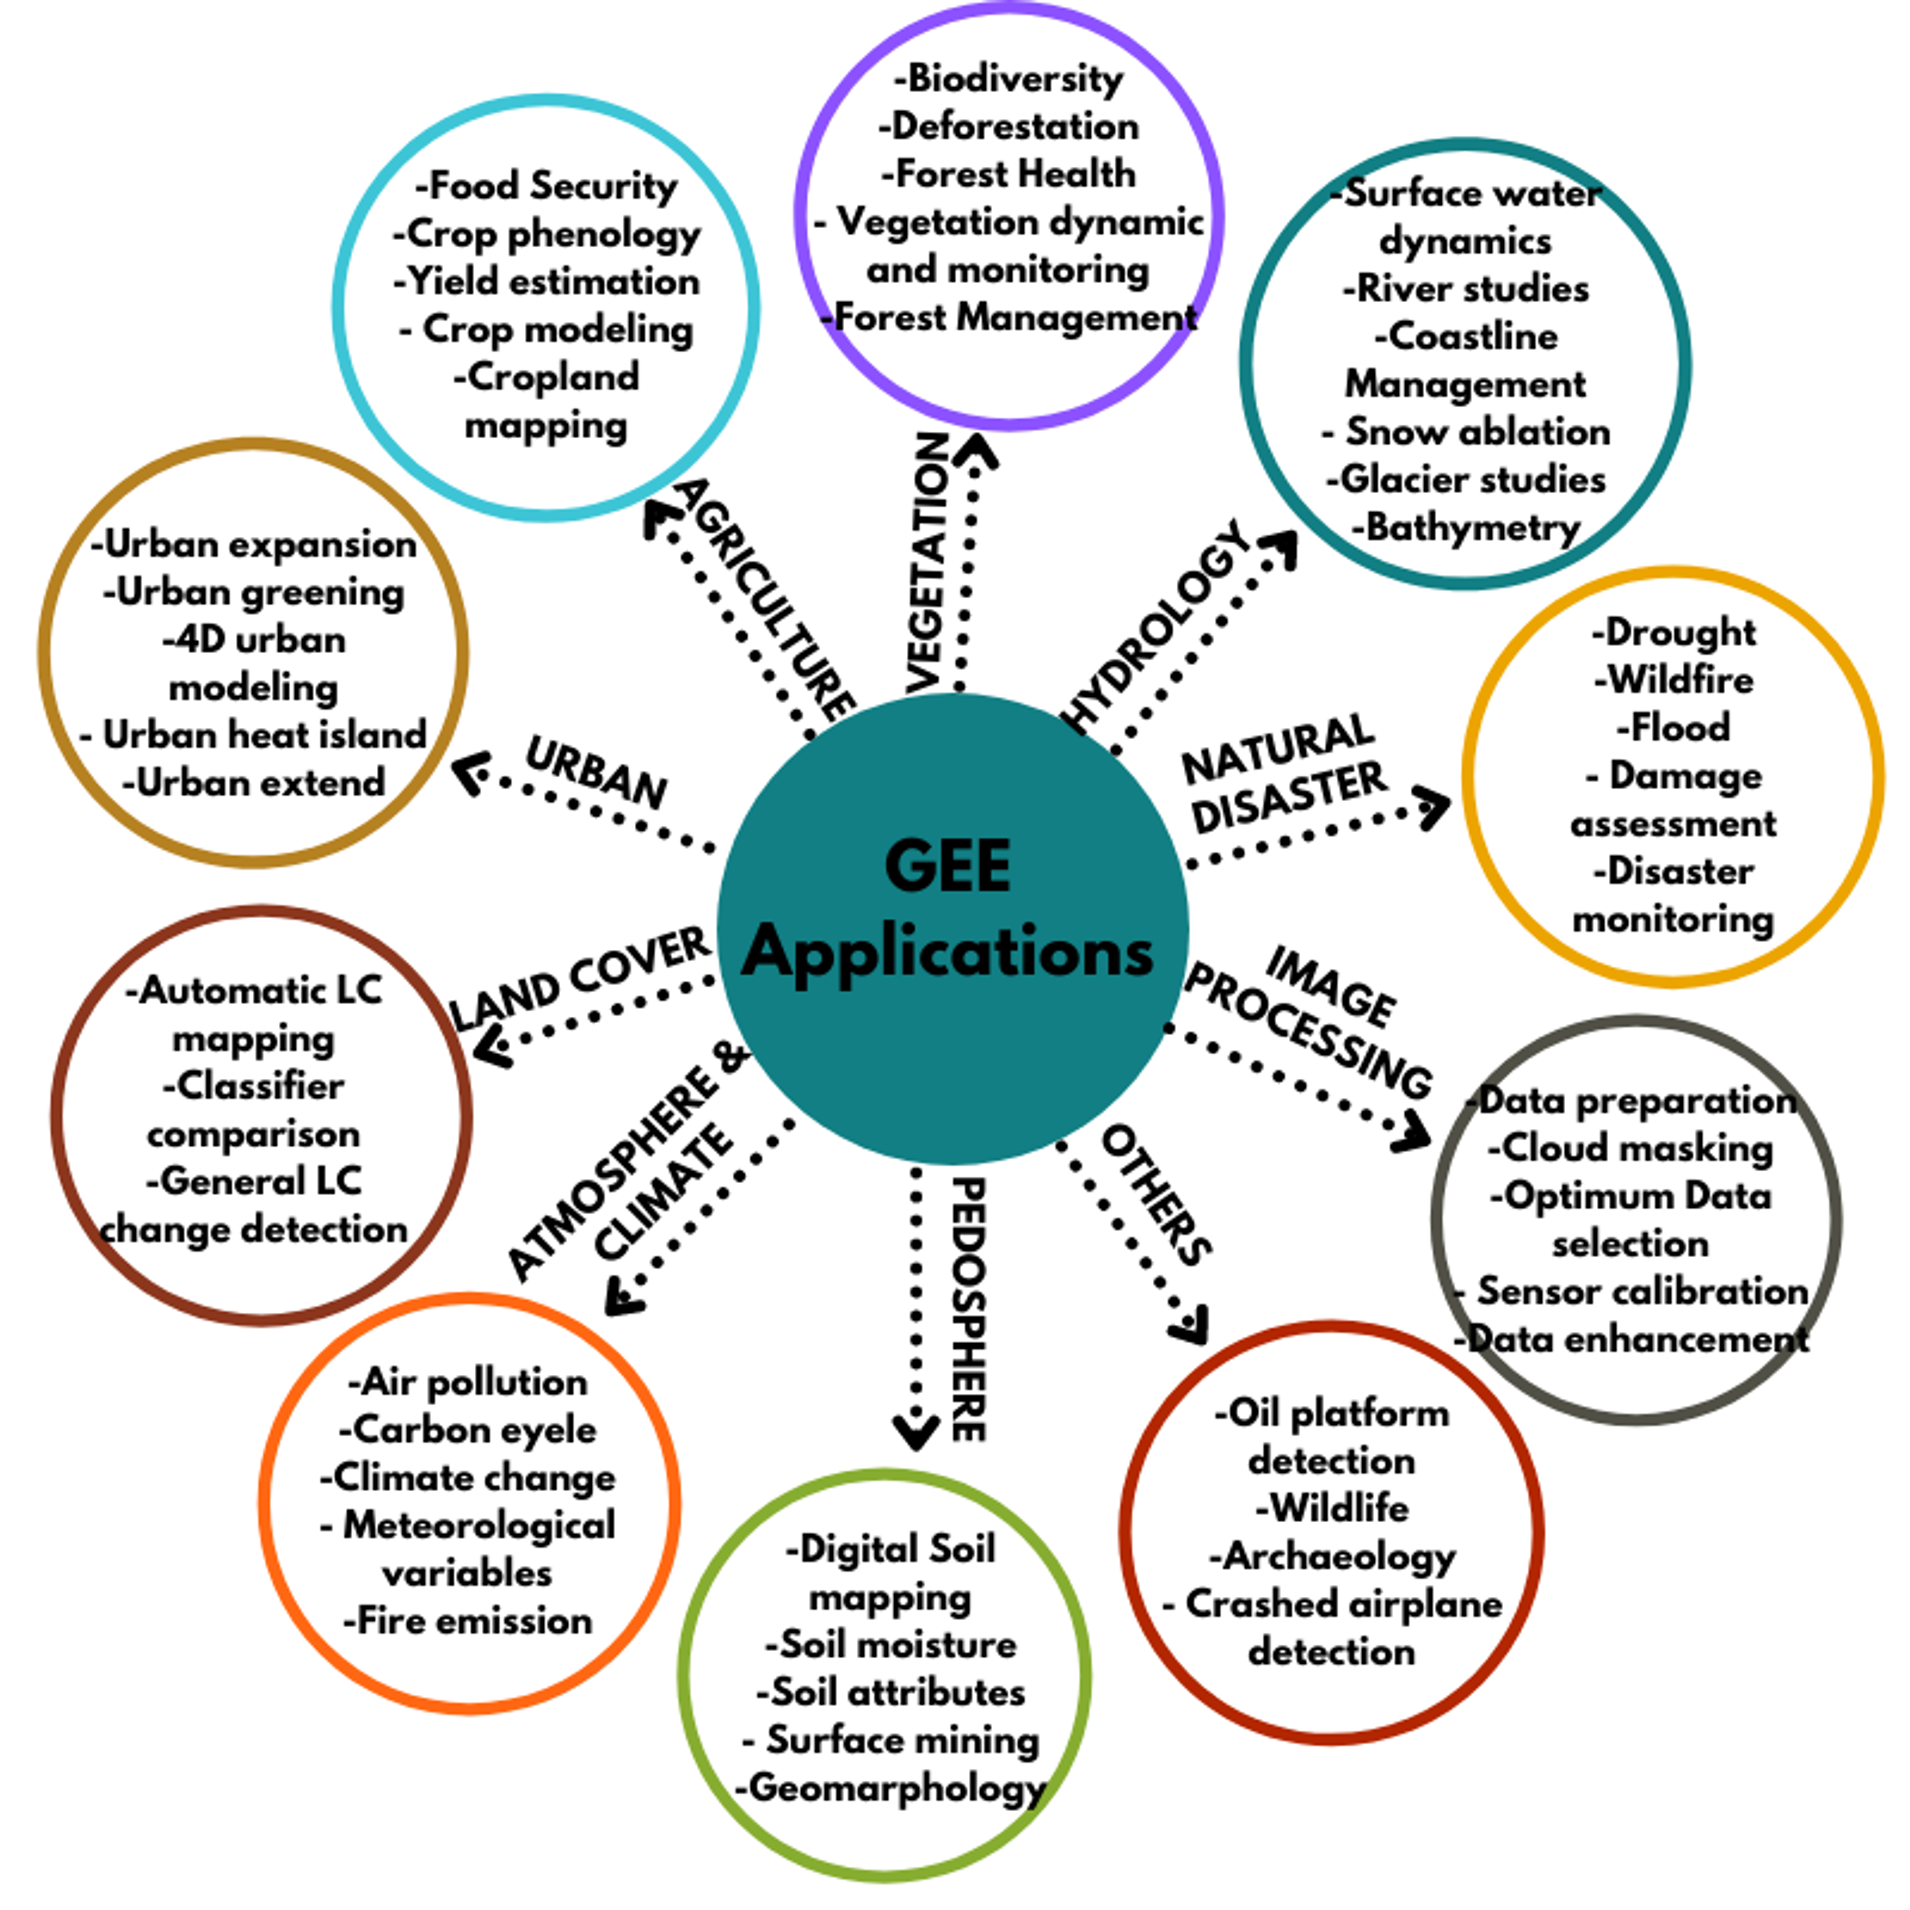 GEE
Applications
VEGETATION
-Biodiversity
-Deforestation
-Forest Health
- Vegetation dynamic
and monitoring
-Forest Management
HYDROLOGY
-Surface water
dynamics
-River studies
-Coastline
Management
- Snow ablation
-Glacier studies
-Bathymetry
NATURAL
DISASTER
-Drought
-Wildfire
-Flood
- Damage
assessment
-Disaster
monitoring
IMAGE
PROCESSING
-Data preparation
-Cloud masking
-Optimum Data
selection
- Sensor calibration
-Data enhancement
OTHERS
-Oil platform
detection
-Wildlife
-Archaeology
- Crashed airplane
detection
PEDOSPHERE
-Digital Soil
mapping
-Soil moisture
-Soil attributes
- Surface mining
-Geomarphology
ATMOSPHERE &
CLIMATE
-Air pollution
-Carbon eyele
-Climate change
- Meteorological
variables
-Fire emission
LAND COVER
-Automatic LC
mapping
-Classifier
comparison
-General LC
change detection
URBAN
-Urban expansion
-Urban greening
-4D urban
modeling
- Urban heat island
-Urban extend
AGRICULTURE
-Food Security
-Crop phenology
-Yield estimation
- Crop modeling
-Cropland
mapping